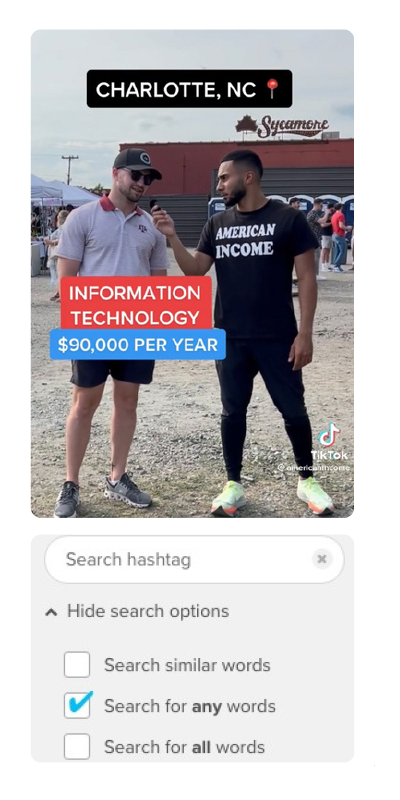 CHARLOTTE, NC
Sycamore
AMERICAN
INCOME
INFORMATION
TECHNOLOGY
$90,000 PER YEAR
TikTok
@americanincome
Search hashtag
Hide search options
Search similar words
Search for any words
Search for all words